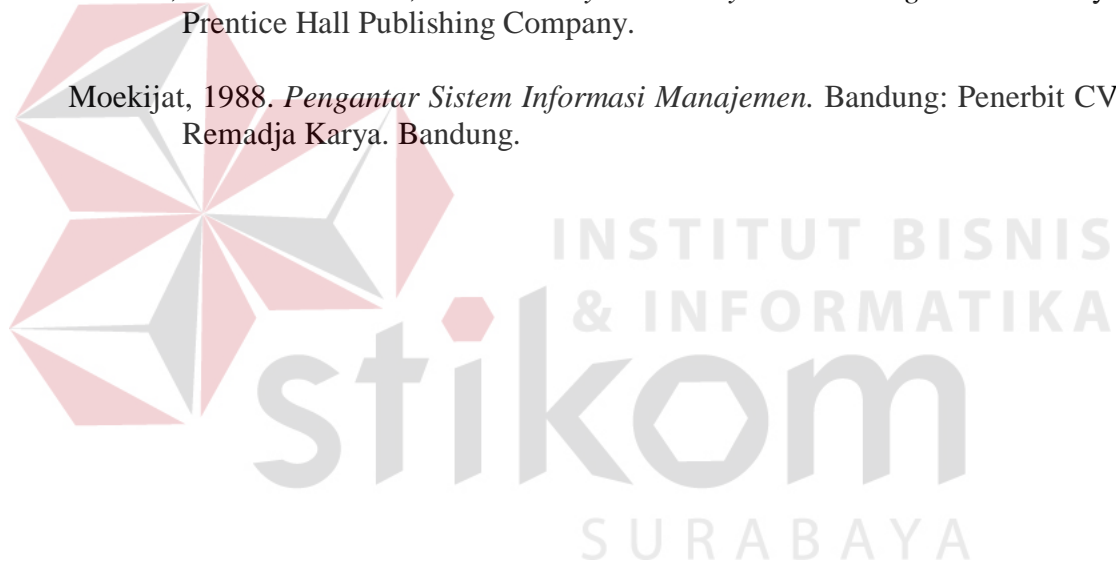 Prentice Hall Publishing Company.
Moekijat, 1988. Pengantar Sistem Informasi Manajemen. Bandung: Penerbit CV
Remadja Karya. Bandung.
INSTITUT BISNIS
& INFORMATIKA
stikom
SURABAYA